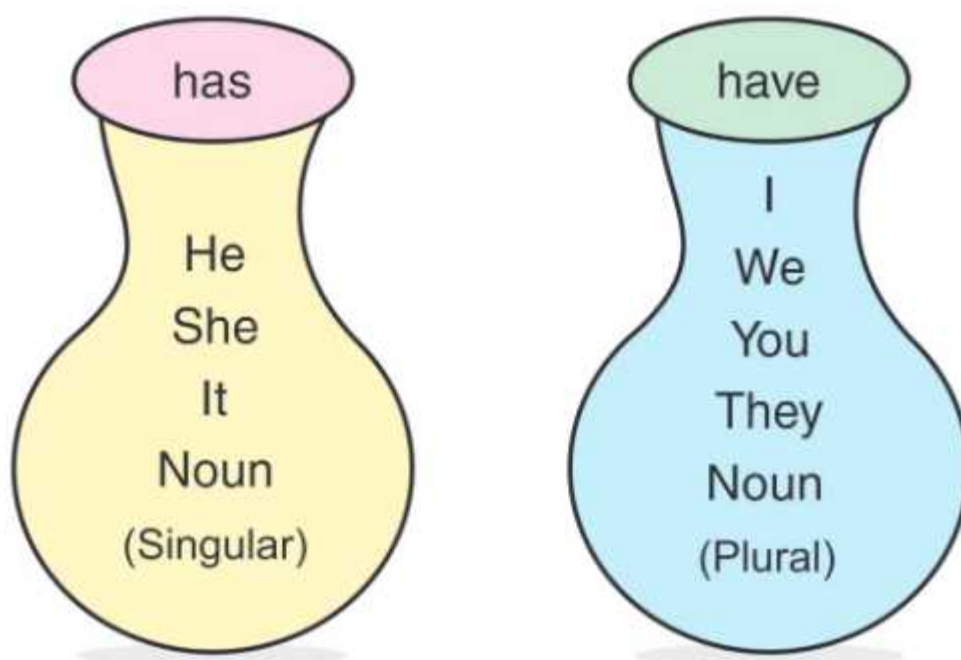 has
He
She
It
Noun
(Singular)
have
I
We
You
They
Noun
(Plural)